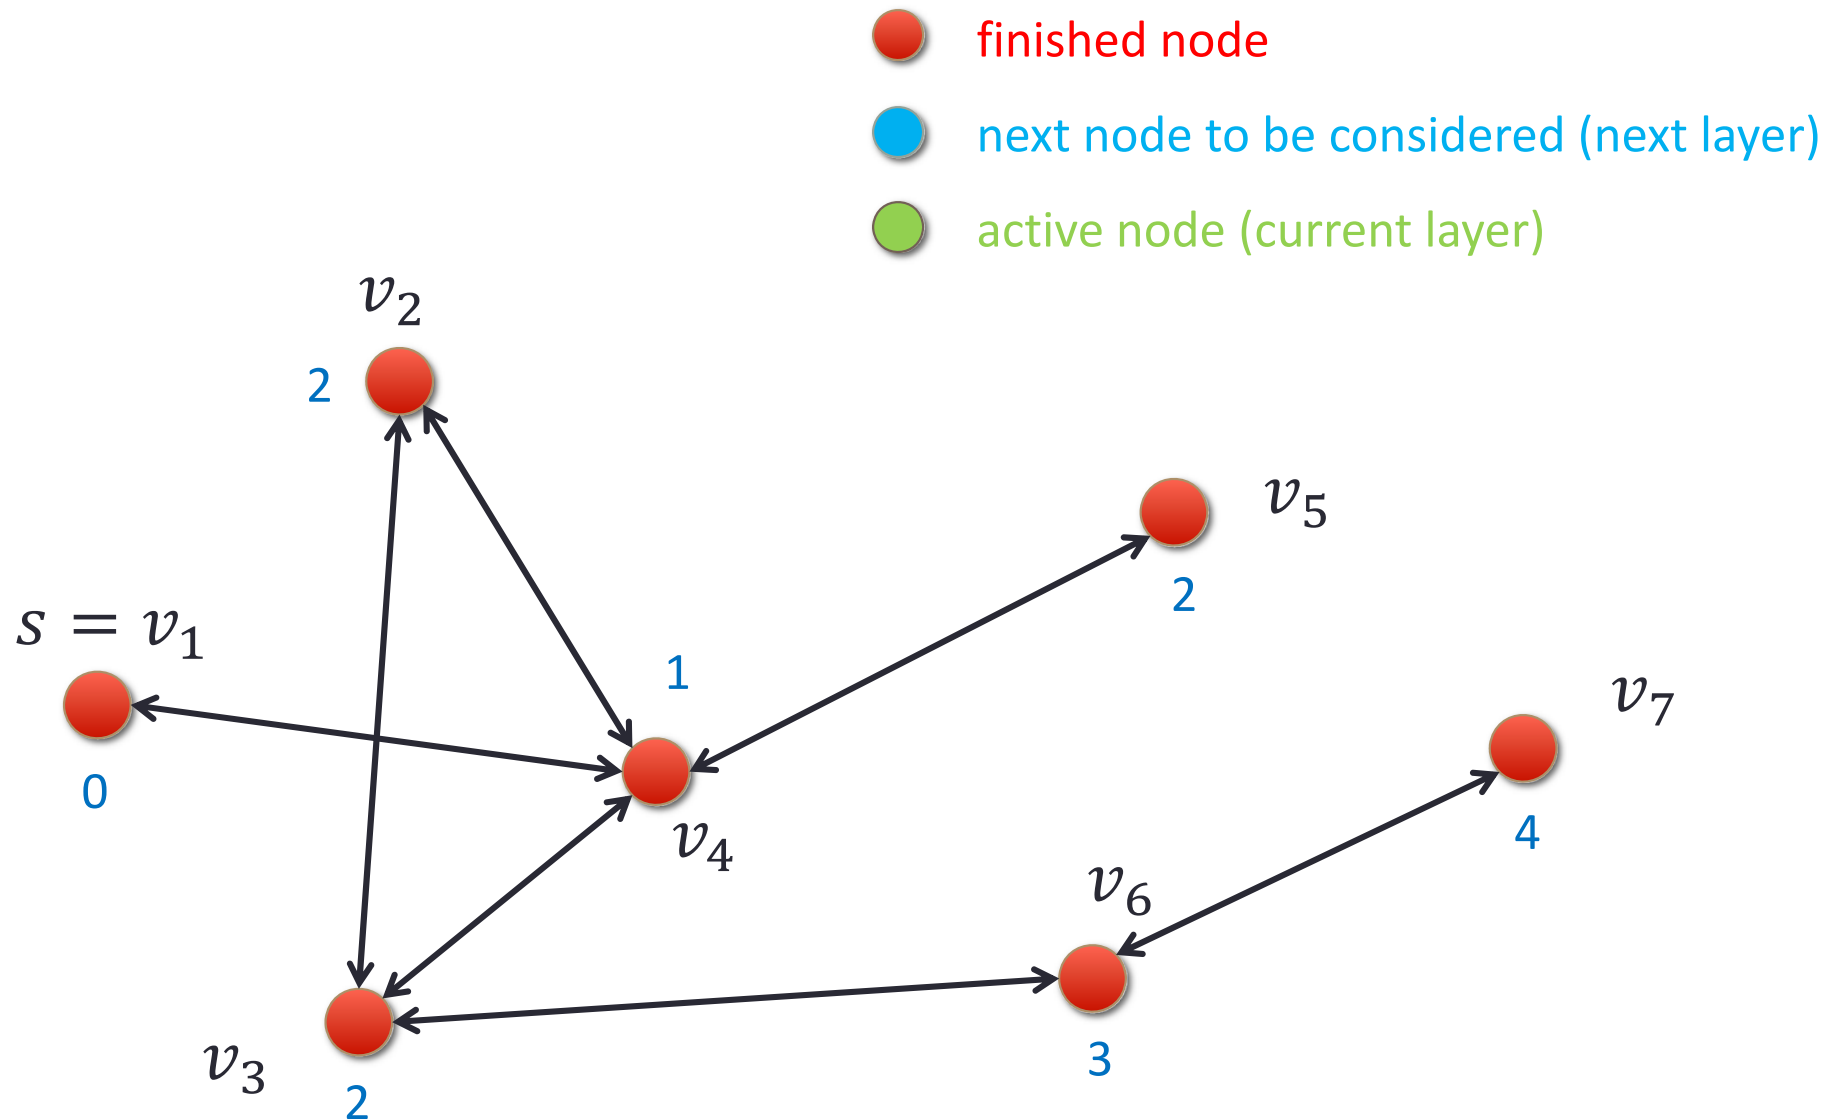 finished node
next node to be considered (next layer)
active node (current layer)
v₂
2
v₅
2
s = v₁
0
1
v₄
v₇
4
v₆
3
v₃
2